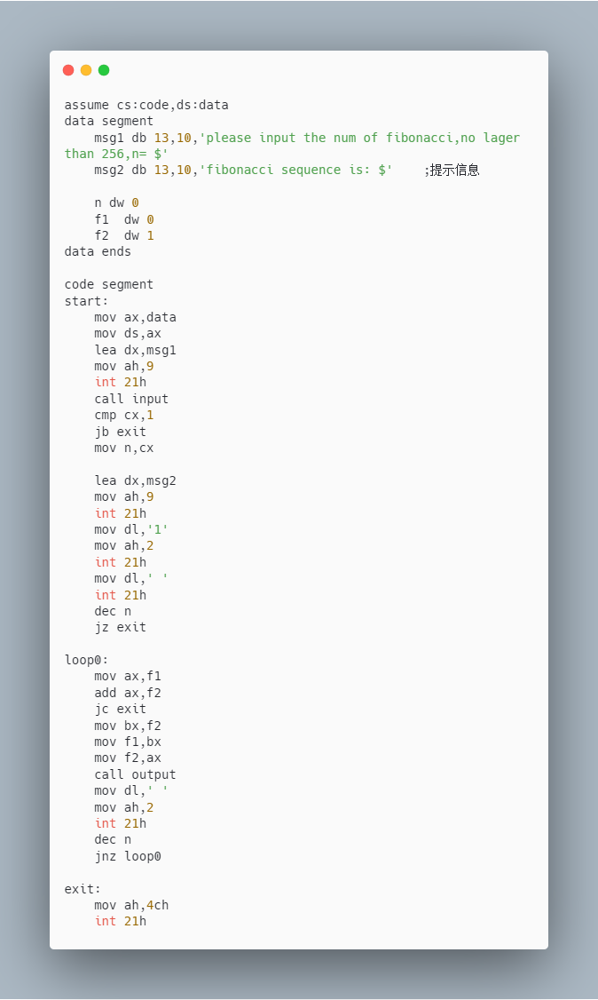 assume cs:code,ds:data
data segment
    msg1 db 13,10,'please input the num of fibonacci,no lager
than 256,n= $'
    msg2 db 13,10,'fibonacci sequence is: $'    ;提示信息

    n dw 0
    f1  dw 0
    f2  dw 1
data ends

code segment
start:
    mov ax,data
    mov ds,ax
    lea dx,msg1
    mov ah,9
    int 21h
    call input
    cmp cx,1
    jb exit
    mov n,cx

    lea dx,msg2
    mov ah,9
    int 21h
    mov dl,'1'
    mov ah,2
    int 21h
    mov dl,' '
    int 21h
    dec n
    jz exit

loop0:
    mov ax,f1
    add ax,f2
    jc exit
    mov bx,f2
    mov f1,bx
    mov f2,ax
    call output
    mov dl,' '
    mov ah,2
    int 21h
    dec n
    jnz loop0

exit:
    mov ah,4ch
    int 21h